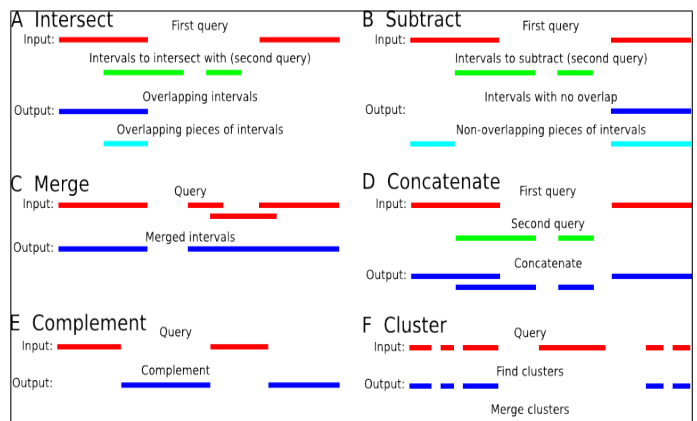 A Intersect
First query
Input:
Intervals to intersect with (second query)
Overlapping intervals
Output:
Overlapping pieces of intervals
B Subtract
First query
Input:
Intervals to subtract (second query)
Intervals with no overlap
Output:
Non-overlapping pieces of intervals
C Merge
Query
Input:
Merged intervals
Output:
D Concatenate
First query
Input:
Second query
Concatenate
Output:
E Complement
Query
Input:
Complement
Output:
F Cluster
Query
Input:
Find clusters
Output:
Merge clusters